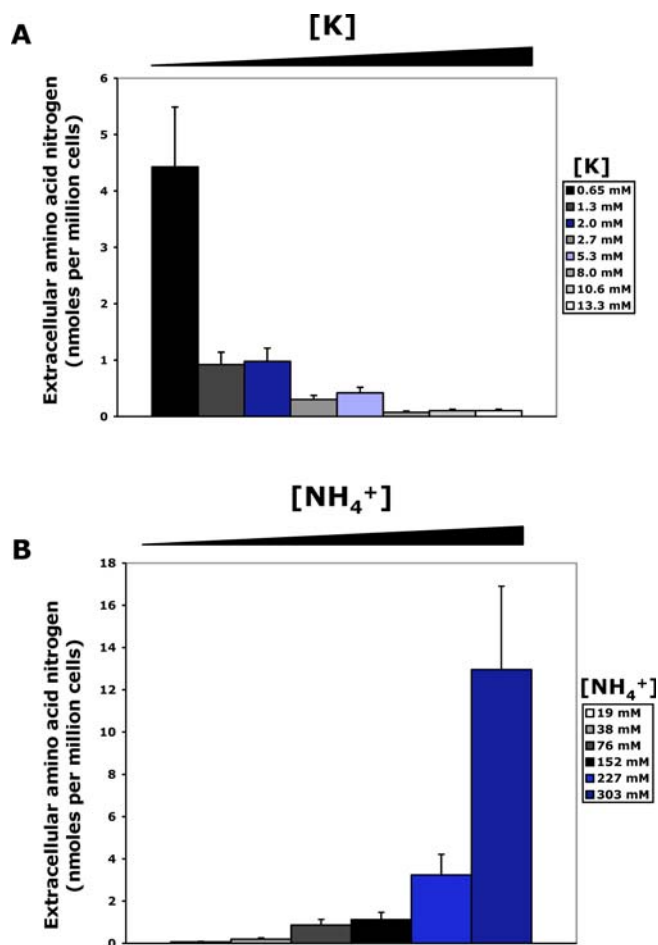 A
[K]
Extracellular amino acid nitrogen
(nmoles per million cells)
6
5
4
3
2
1
0
[K]
0.65 mM
1.3 mM
2.0 mM
2.7 mM
5.3 mM
8.0 mM
10.6 mM
13.3 mM
[NH₄⁺]
B
Extracellular amino acid nitrogen
(nmoles per million cells)
18
16
14
12
10
8
6
4
2
0
[NH₄⁺]
19 mM
38 mM
76 mM
152 mM
227 mM
303 mM